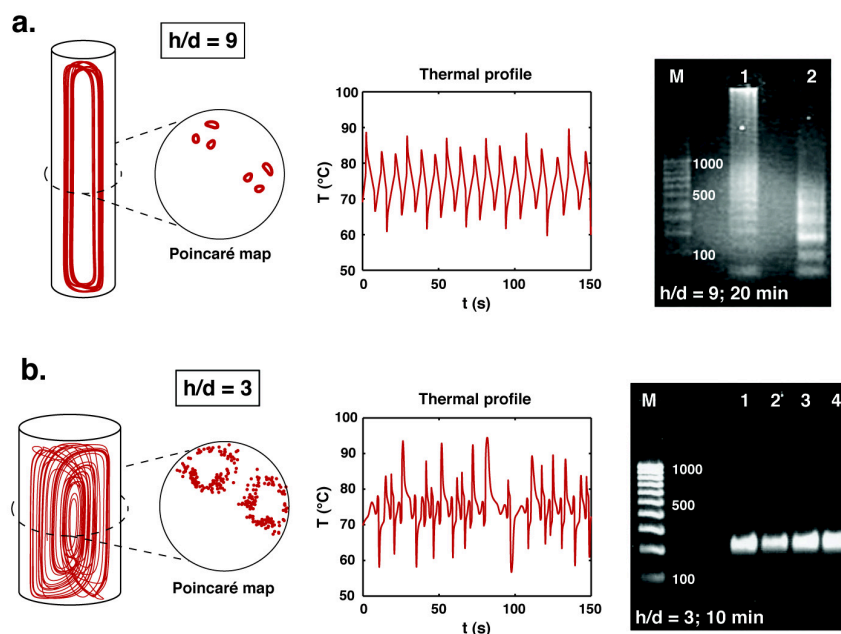 a.
h/d = 9
Poincaré map
Thermal profile
T (°C)
100
90
80
70
60
50
0
50
100
150
t (s)
M
1
2
1000
500
100
h/d = 9; 20 min
b.
h/d = 3
Poincaré map
Thermal profile
T (°C)
100
90
80
70
60
50
0
50
100
150
t (s)
M
1
2
3
4
1000
500
100
h/d = 3; 10 min